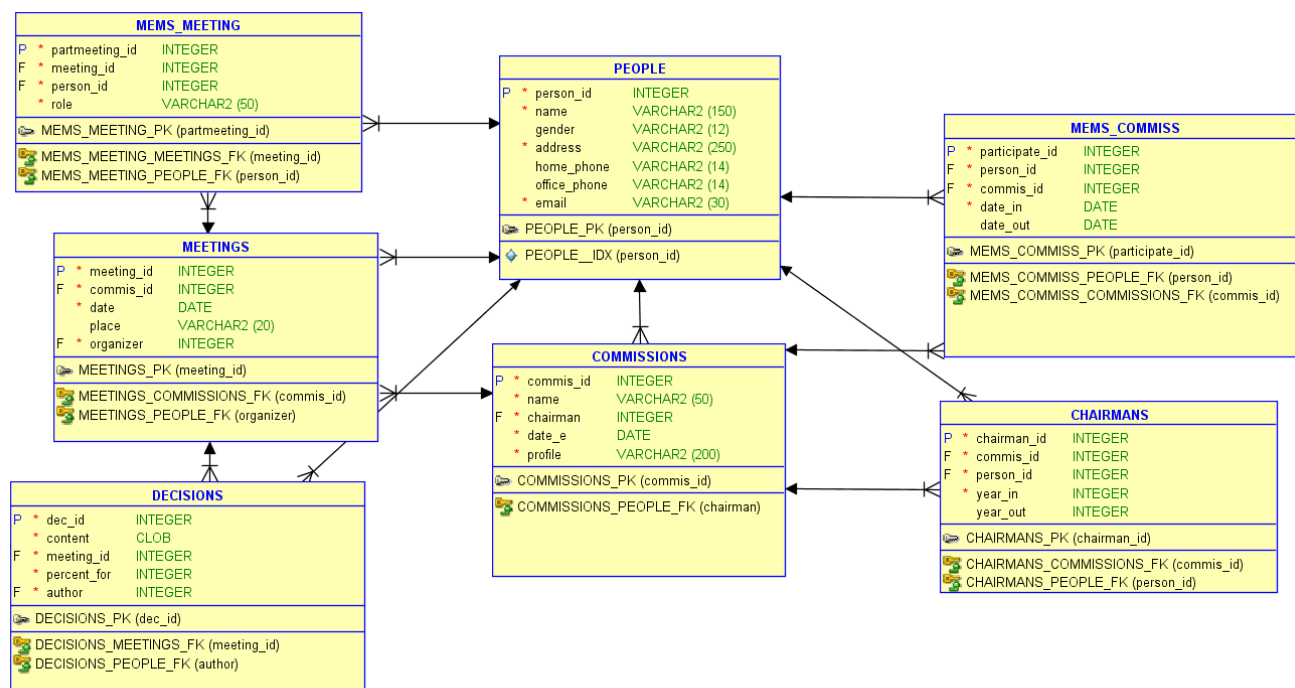 MEMS_MEETING
P * partmeeting_id INTEGER
F * meeting_id INTEGER
F * person_id INTEGER
* role VARCHAR2 (50)
MEMS_MEETING_PK (partmeeting_id)
MEMS_MEETING_MEETINGS_FK (meeting_id)
MEMS_MEETING_PEOPLE_FK (person_id)
PEOPLE
P * person_id INTEGER
* name VARCHAR2 (150)
gender VARCHAR2 (12)
* address VARCHAR2 (250)
home_phone VARCHAR2 (14)
office_phone VARCHAR2 (14)
* email VARCHAR2 (30)
PEOPLE_PK (person_id)
PEOPLE__IDX (person_id)
MEMS_COMMISS
P * participate_id INTEGER
F * person_id INTEGER
F * commis_id INTEGER
* date_in DATE
date_out DATE
MEMS_COMMISS_PK (participate_id)
MEMS_COMMISS_PEOPLE_FK (person_id)
MEMS_COMMISS_COMMISSIONS_FK (commis_id)
MEETINGS
P * meeting_id INTEGER
F * commis_id INTEGER
* date DATE
place VARCHAR2 (20)
F * organizer INTEGER
MEETINGS_PK (meeting_id)
MEETINGS_COMMISSIONS_FK (commis_id)
MEETINGS_PEOPLE_FK (organizer)
COMMISSIONS
P * commis_id INTEGER
* name VARCHAR2 (50)
F * chairman INTEGER
* date_e DATE
* profile VARCHAR2 (200)
COMMISSIONS_PK (commis_id)
COMMISSIONS_PEOPLE_FK (chairman)
CHAIRMANS
P * chairman_id INTEGER
F * commis_id INTEGER
F * person_id INTEGER
* year_in INTEGER
year_out INTEGER
CHAIRMANS_PK (chairman_id)
CHAIRMANS_COMMISSIONS_FK (commis_id)
CHAIRMANS_PEOPLE_FK (person_id)
DECISIONS
P * dec_id INTEGER
* content CLOB
F * meeting_id INTEGER
* percent_for INTEGER
F * author INTEGER
DECISIONS_PK (dec_id)
DECISIONS_MEETINGS_FK (meeting_id)
DECISIONS_PEOPLE_FK (author)